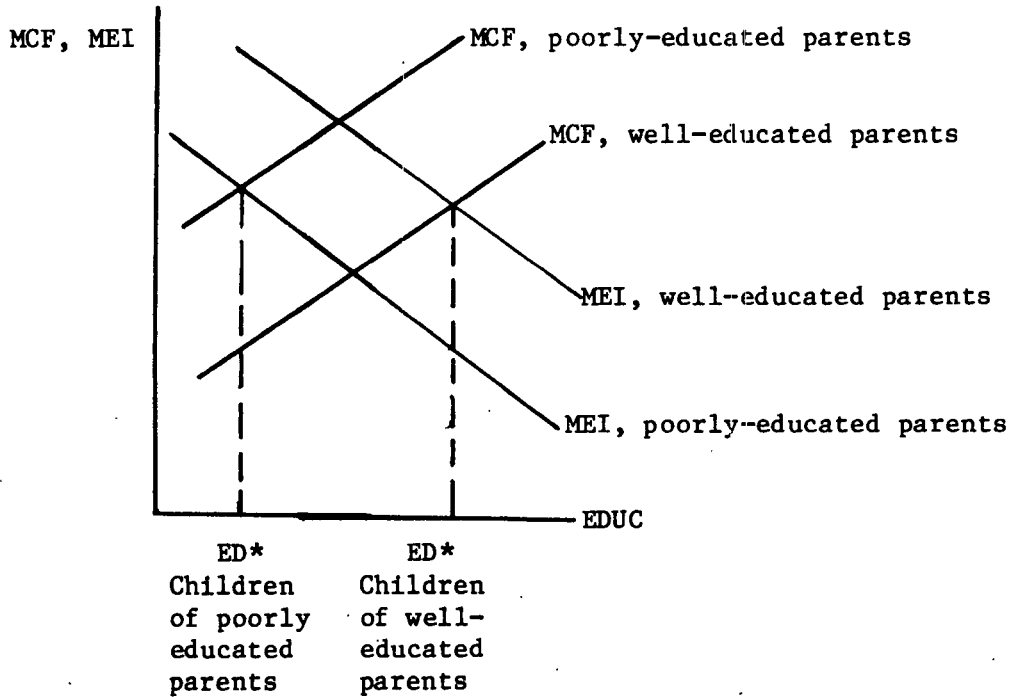 MCF, MEI
MCF, poorly-educated parents
MCF, well-educated parents
MEI, well-educated parents
MEI, poorly-educated parents
EDUC
ED*
Children
of poorly
educated
parents
ED*
Children
of well-
educated
parents